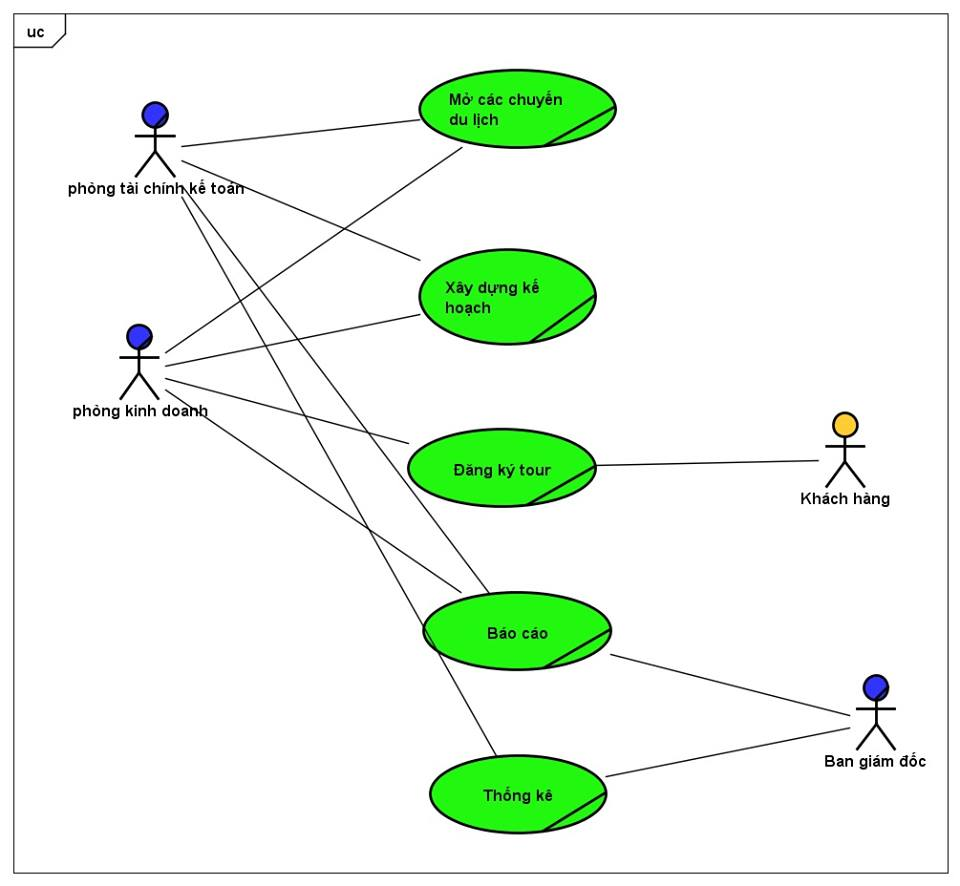 uc
Mở các chuyến
du lịch
phòng tài chính kế toán
Xây dựng kế
hoạch
phòng kinh doanh
Đăng ký tour
Khách hàng
Báo cáo
Ban giám đốc
Thống kê